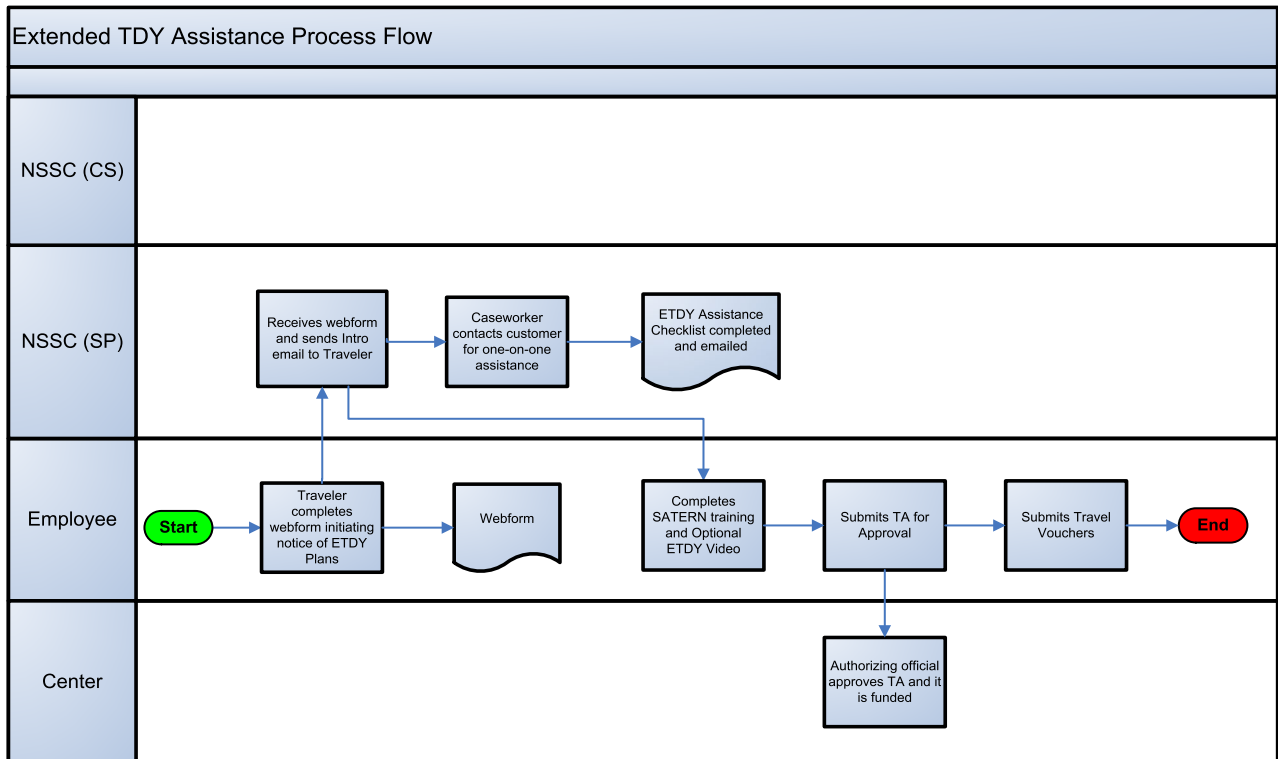 Extended TDY Assistance Process Flow
NSSC (CS)
NSSC (SP)
Receives webform
and sends Intro
email to Traveler
Caseworker
contacts customer
for one-on-one
assistance
ETDY Assistance
Checklist completed
and emailed
Employee
Start
Traveler
completes
webform initiating
notice of ETDY
Plans
Webform
Completes
SATERN training
and Optional
ETDY Video
Submits TA for
Approval
Submits Travel
Vouchers
End
Center
Authorizing official
approves TA and it
is funded